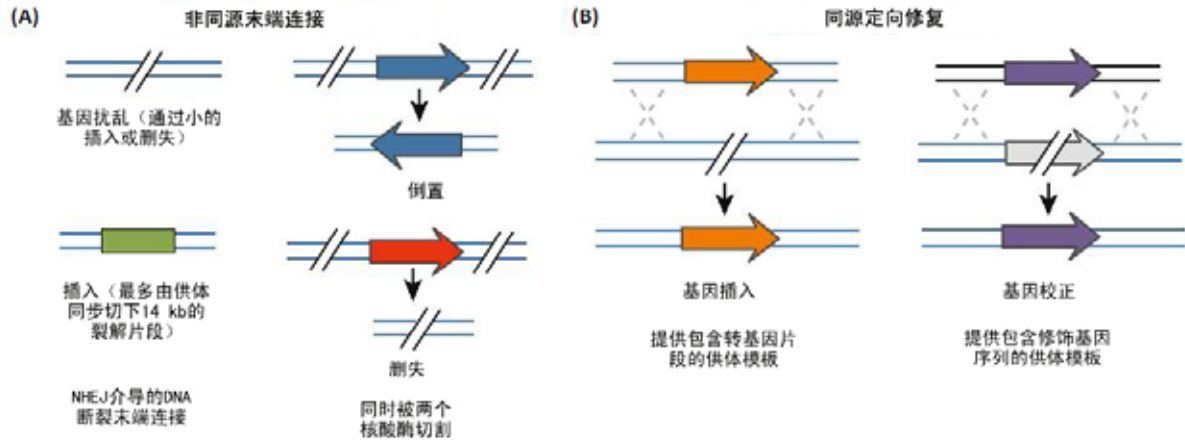 (A)
非同源末端连接
基因扰乱（通过小的
插入或删失）
倒置
插入（最多由供体
同步切下14 kb的
裂解片段）
删失
NHEJ介导的DNA
断裂末端连接
同时被两个
核酸酶切割
(B)
同源定向修复
基因插入
基因校正
提供包含转基因片
段的供体模板
提供包含修饰基因
序列的供体模板